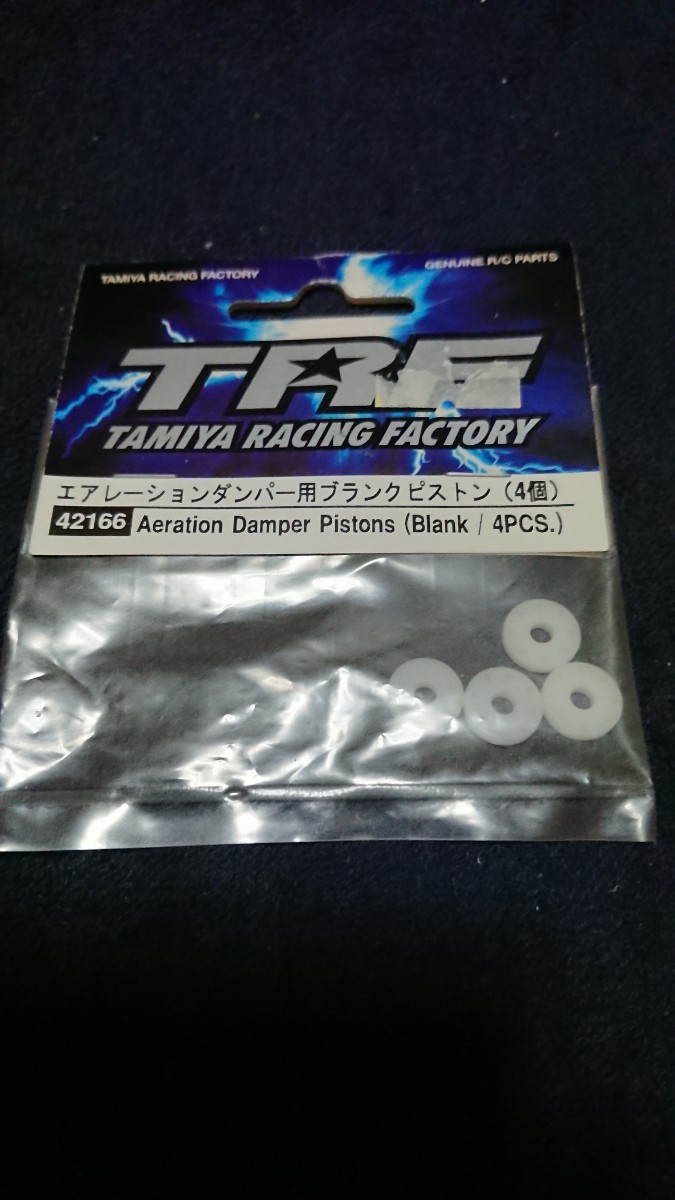 TAMIYA RACING FACTORY
GENUINE R/C PARTS
TRF
TAMIYA RACING FACTORY
エアレーションダンパー用ブランクピストン（4個）
42166 Aeration Damper Pistons (Blank / 4PCS.)